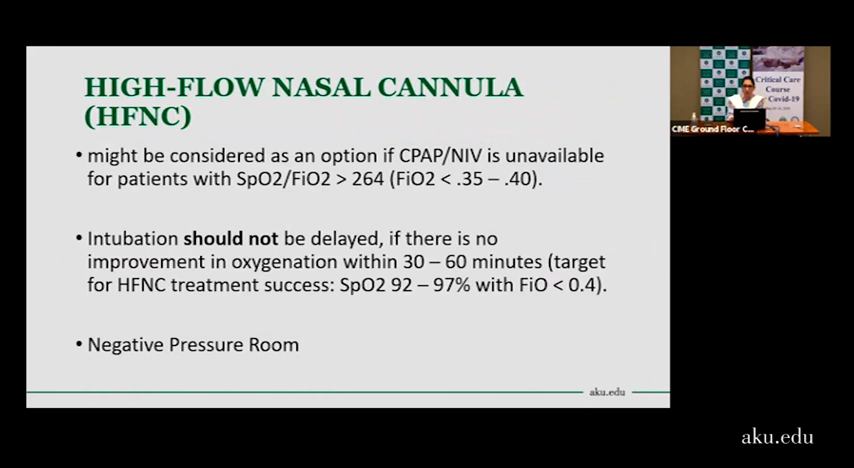 HIGH-FLOW NASAL CANNULA
(HFNC)
• might be considered as an option if CPAP/NIV is unavailable
for patients with SpO2/FiO2 > 264 (FiO2 < .35 – .40).
• Intubation should not be delayed, if there is no
improvement in oxygenation within 30 – 60 minutes (target
for HFNC treatment success: SpO2 92 – 97% with FiO < 0.4).
• Negative Pressure Room
aku.edu
Critical Care
Course
Covid-19
CIME Ground Floor C...
aku.edu